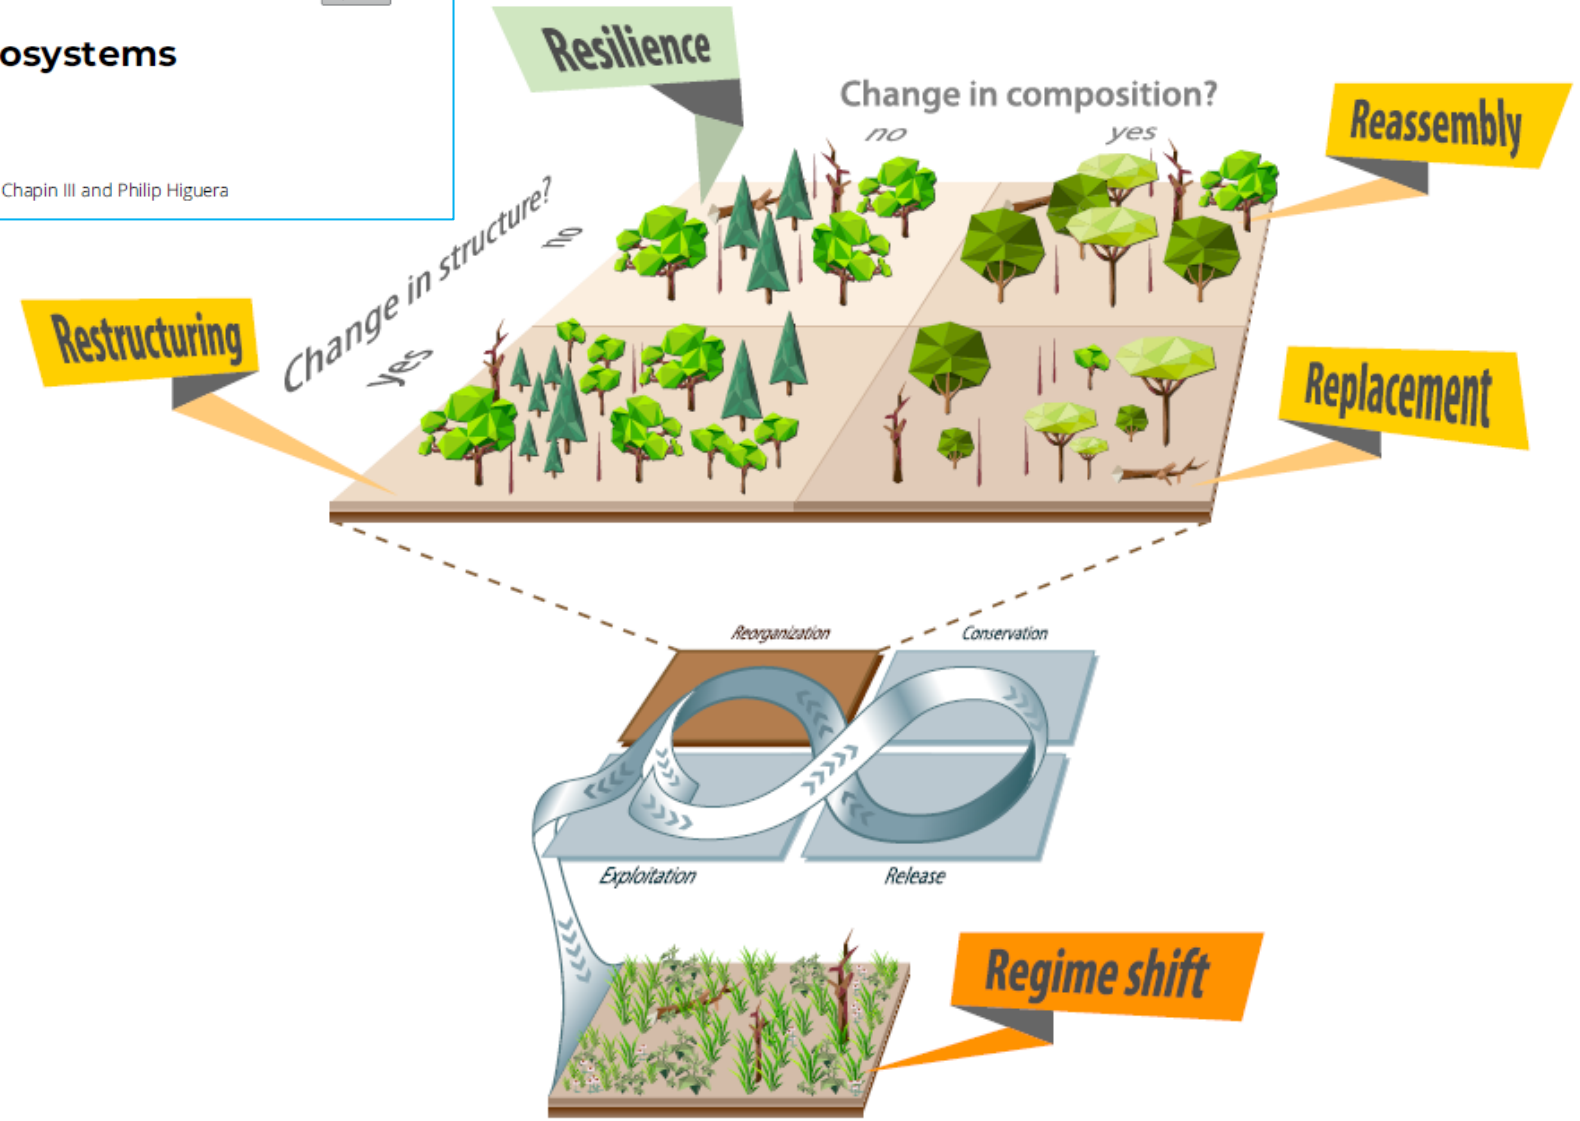 osystems
Chapin III and Philip Higuera
Resilience
Change in composition?
no
yes
Reassembly
Change in structure?
no
yes
Restructuring
Replacement
Reorganization
Conservation
Exploitation
Release
Regime shift